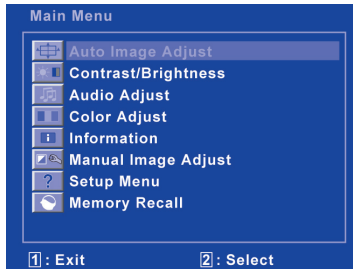 Main Menu
Auto Image Adjust
Contrast/Brightness
Audio Adjust
Color Adjust
Information
Manual Image Adjust
Setup Menu
Memory Recall
1 : Exit 2 : Select